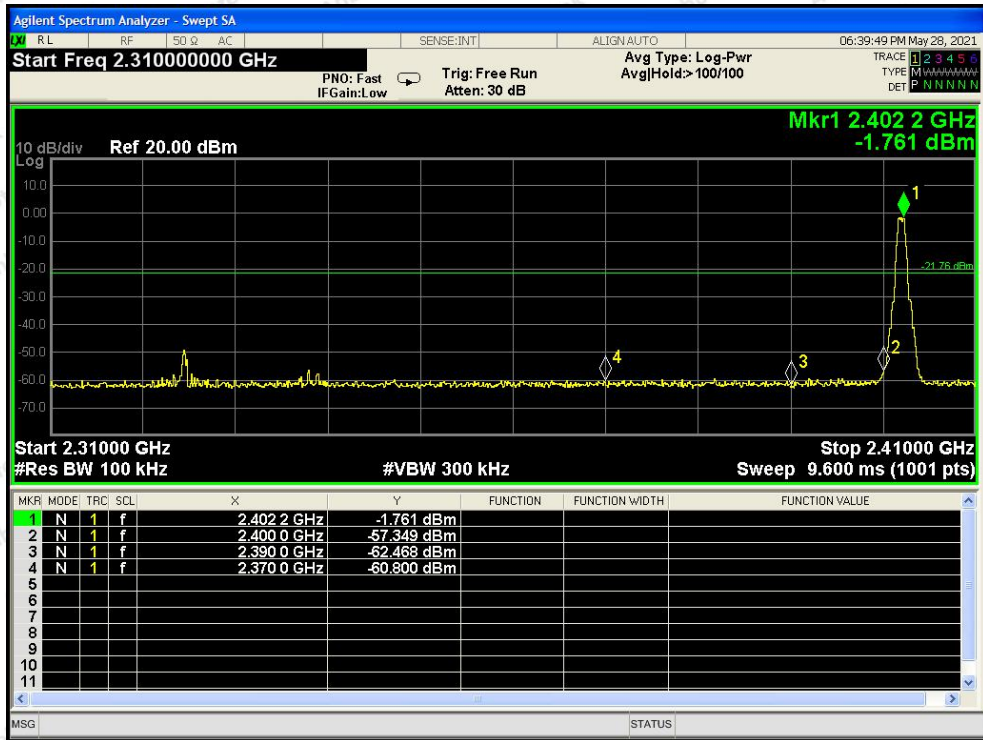 Agilent Spectrum Analyzer - Swept SA
LXI RL RF 50 Ω AC SENSE:INT ALIGN AUTO 06:39:49 PM May 28, 2021
Start Freq 2.310000000 GHz Avg Type: Log-Pwr TRACE 1 2 3 4 5 6
PNO: Fast Trig: Free Run Avg|Hold:>100/100 TYPE M WWWWW
IFGain:Low Atten: 30 dB DET P N N N N N
Mkr1 2.402 2 GHz
10 dB/div Ref 20.00 dBm -1.761 dBm
Log
10.0
1
0.00
-10.0
-20.0
-21.76 dBm
-30.0
-40.0
-50.0
4 3 2
-60.0
-70.0
Start 2.31000 GHz Stop 2.41000 GHz
#Res BW 100 kHz #VBW 300 kHz Sweep 9.600 ms (1001 pts)
MKR MODE TRC SCL X Y FUNCTION FUNCTION WIDTH FUNCTION VALUE
1 N 1 f 2.402 2 GHz -1.761 dBm
2 N 1 f 2.400 0 GHz -57.349 dBm
3 N 1 f 2.390 0 GHz -62.468 dBm
4 N 1 f 2.370 0 GHz -60.800 dBm
5
6
7
8
9
10
11
MSG STATUS